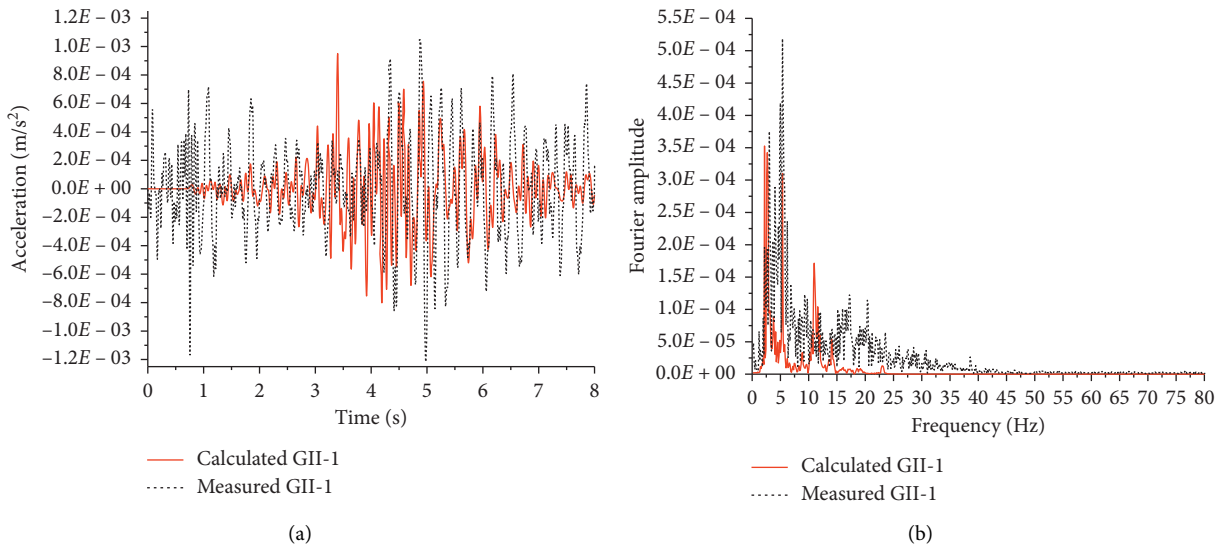 1.2E – 03
1.0E – 03
8.0E – 04
6.0E – 04
4.0E – 04
2.0E – 04
0.0E + 00
–2.0E – 04
–4.0E – 04
–6.0E – 04
–8.0E – 04
–1.0E – 03
–1.2E – 03
Acceleration (m/s²)
0 1 2 3 4 5 6 7 8
Time (s)
Calculated GII-1
Measured GII-1
(a)
5.5E – 04
5.0E – 04
4.5E – 04
4.0E – 04
3.5E – 04
3.0E – 04
2.5E – 04
2.0E – 04
1.5E – 04
1.0E – 04
5.0E – 05
0.0E + 00
Fourier amplitude
0 5 10 15 20 25 30 35 40 45 50 55 60 65 70 75 80
Frequency (Hz)
Calculated GII-1
Measured GII-1
(b)